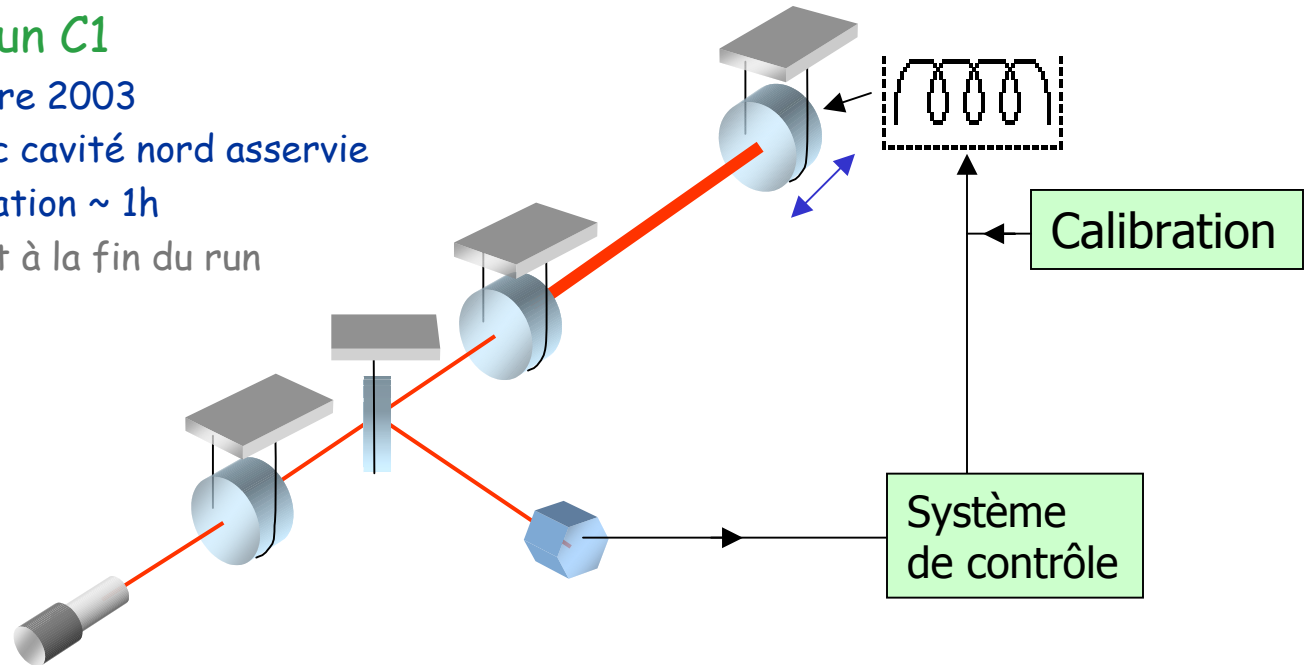 un C1
re 2003
c cavité nord asservie
ation ~ 1h
t à la fin du run
Calibration
Système
de contrôle